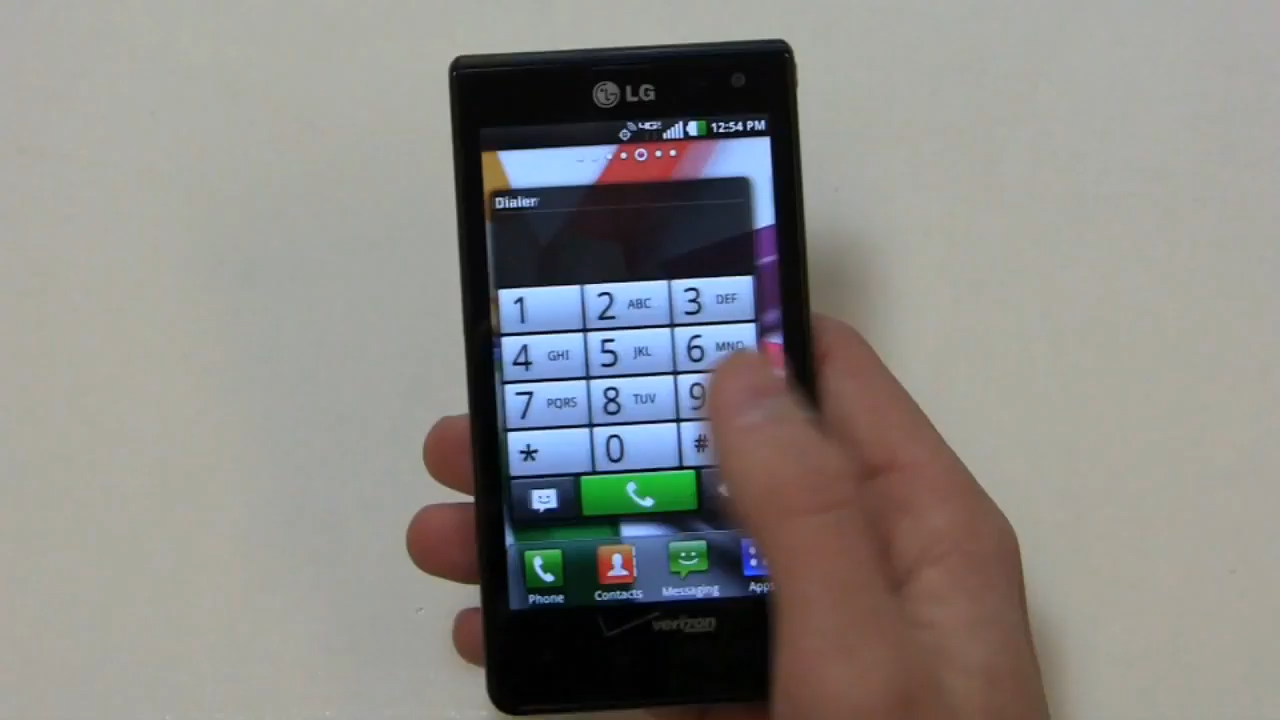 LG
4G 12:54 PM
Dialer
1 2 ABC 3 DEF
4 GHI 5 JKL 6 MNO
7 PQRS 8 TUV 9
* 0 #
Phone Contacts Messaging Apps
verizon